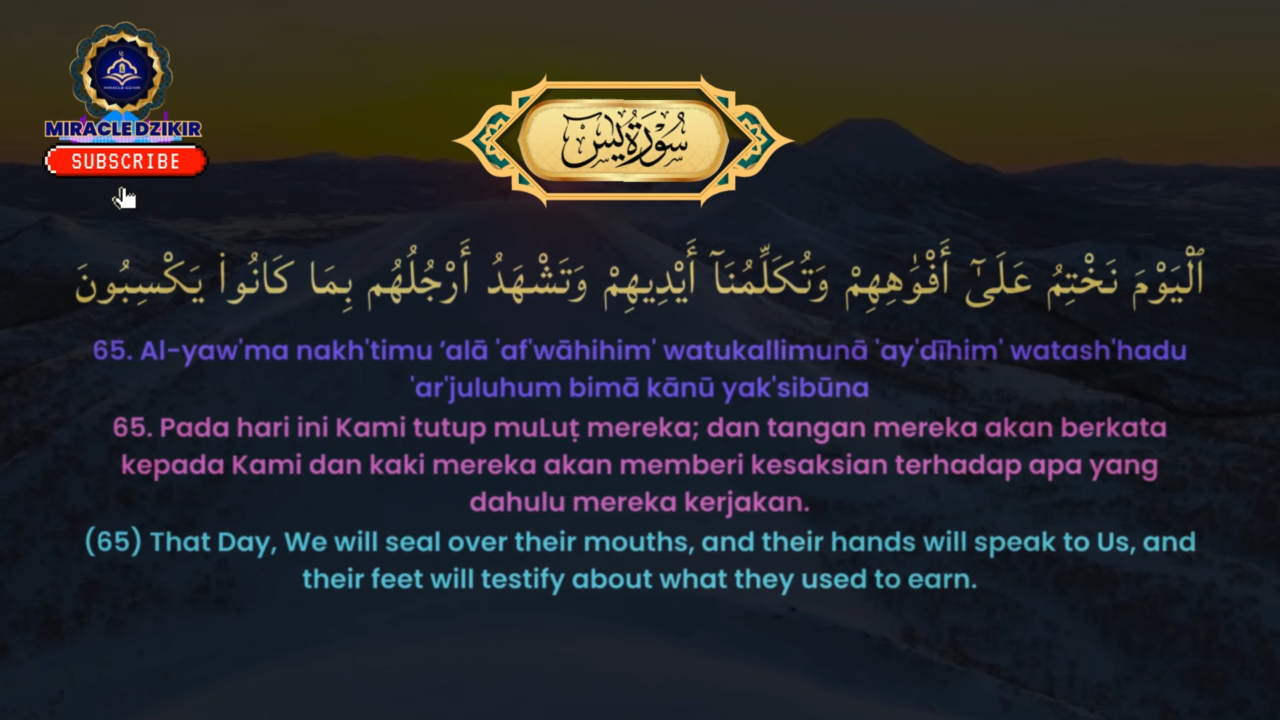 MIRACLE DZIKIR
SUBSCRIBE
سُورَةُ يس
ٱلْيَوْمَ نَخْتِمُ عَلَىٰٓ أَفْوَٰهِهِمْ وَتُكَلِّمُنَآ أَيْدِيهِمْ وَتَشْهَدُ أَرْجُلُهُم بِمَا كَانُوا۟ يَكْسِبُونَ
65. Al-yaw'ma nakh'timu ‘alā 'af'wāhihim' watukallimunā 'ay'dīhim' watash'hadu
'ar'juluhum bimā kānū yak'sibūna
65. Pada hari ini Kami tutup muLuṭ mereka; dan tangan mereka akan berkata
kepada Kami dan kaki mereka akan memberi kesaksian terhadap apa yang
dahulu mereka kerjakan.
(65) That Day, We will seal over their mouths, and their hands will speak to Us, and
their feet will testify about what they used to earn.